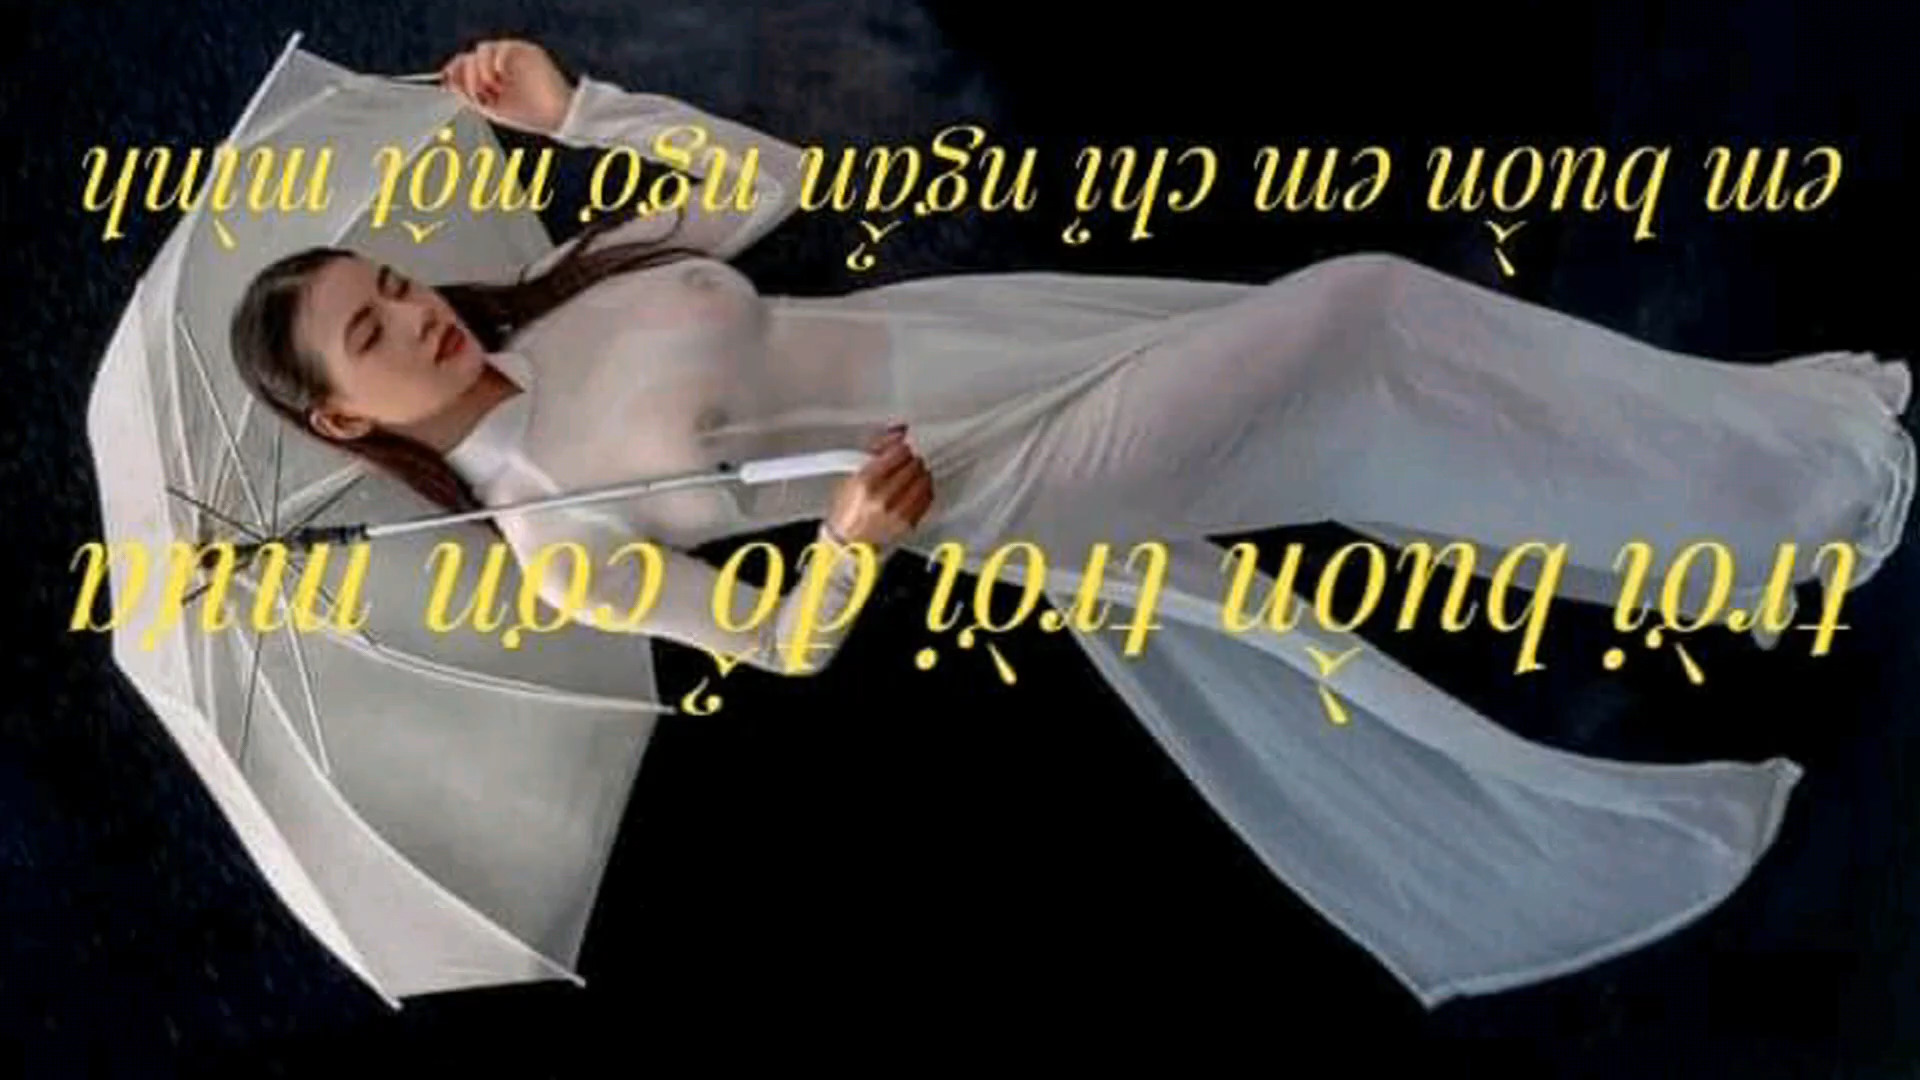 trời buồn trời đổ cơn mưa
em buồn em chỉ ngẩn ngơ một mình